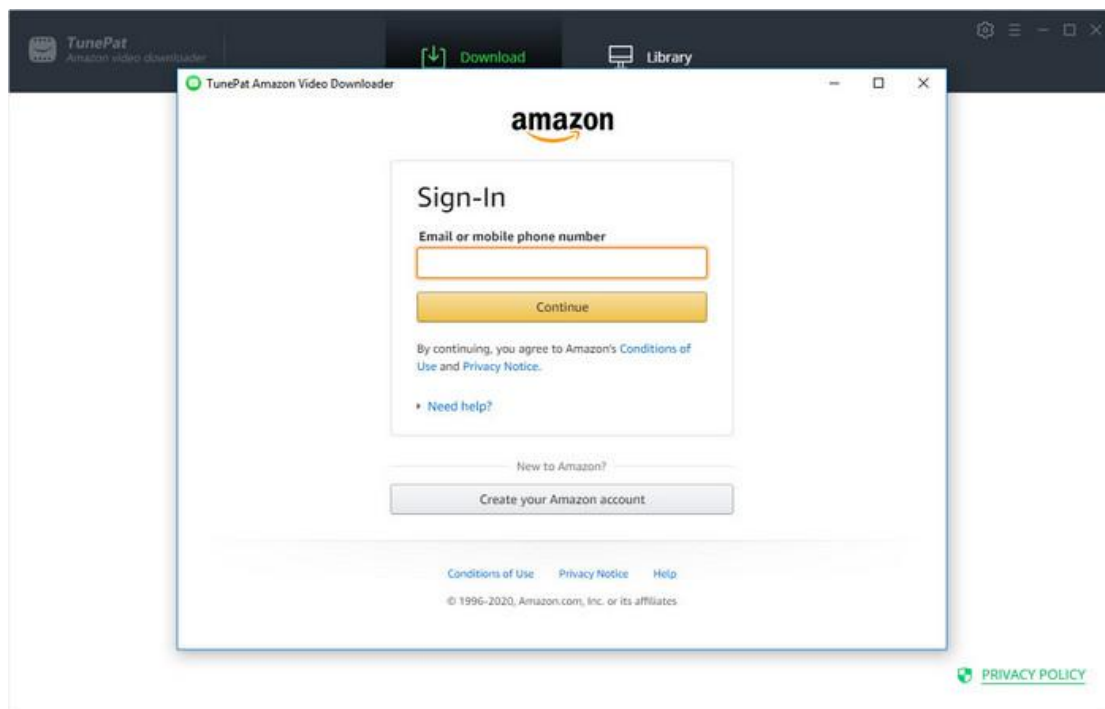 TunePat
Amazon video downloader
Download
Library
TunePat Amazon Video Downloader
amazon
Sign-In
Email or mobile phone number
Continue
By continuing, you agree to Amazon's Conditions of
Use and Privacy Notice.
Need help?
New to Amazon?
Create your Amazon account
Conditions of Use Privacy Notice Help
© 1996-2020, Amazon.com, Inc. or its affiliates
PRIVACY POLICY